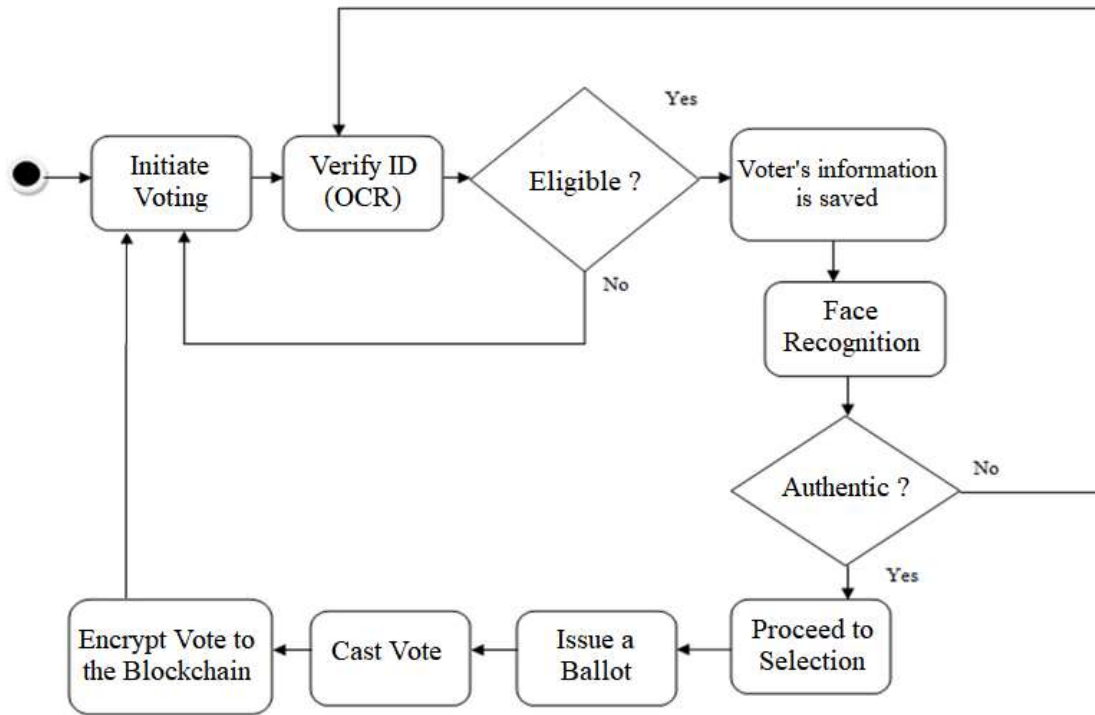 Yes
Initiate
Voting
Verify ID
(OCR)
Eligible ?
Voter's information
is saved
No
Face
Recognition
Authentic ?
No
Yes
Proceed to
Selection
Issue a
Ballot
Cast Vote
Encrypt Vote to
the Blockchain